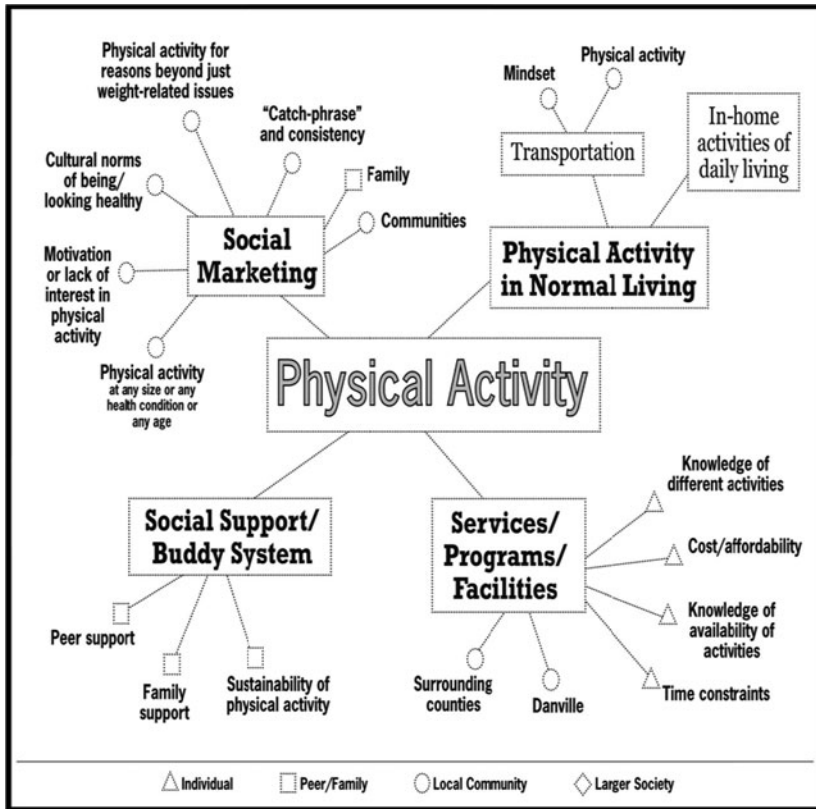 Physical activity for
reasons beyond just
weight-related issues
"Catch-phrase"
and consistency
Cultural norms
of being/
looking healthy
Family
Communities
Social
Marketing
Motivation
or lack of
interest in
physical
activity
Physical activity
at any size or any
health condition or
any age
Physical activity
Mindset
Transportation
In-home
activities of
daily living
Physical Activity
in Normal Living
Physical Activity
Social Support/
Buddy System
Peer support
Family
support
Sustainability of
physical activity
Services/
Programs/
Facilities
Knowledge of
different activities
Cost/affordability
Knowledge of
availability of
activities
Time constraints
Surrounding
counties
Danville
Individual
Peer/Family
Local Community
Larger Society